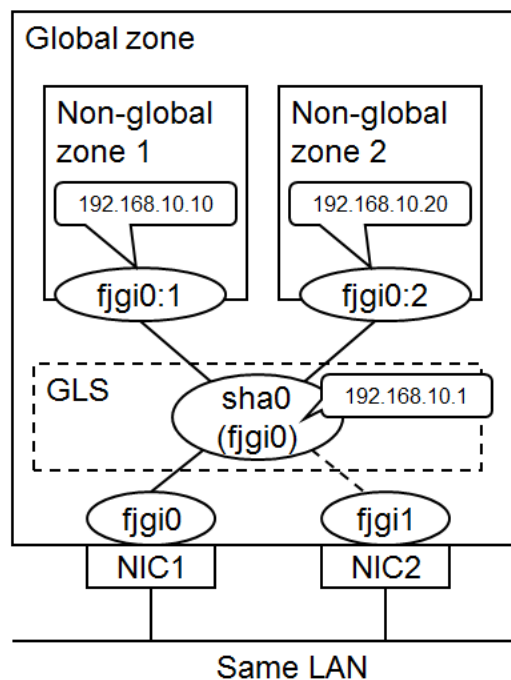 Global zone
Non-global
zone 1
Non-global
zone 2
192.168.10.10
192.168.10.20
fjgi0:1
fjgi0:2
GLS
sha0
(fjgi0)
192.168.10.1
fjgi0
fjgi1
NIC1
NIC2
Same LAN